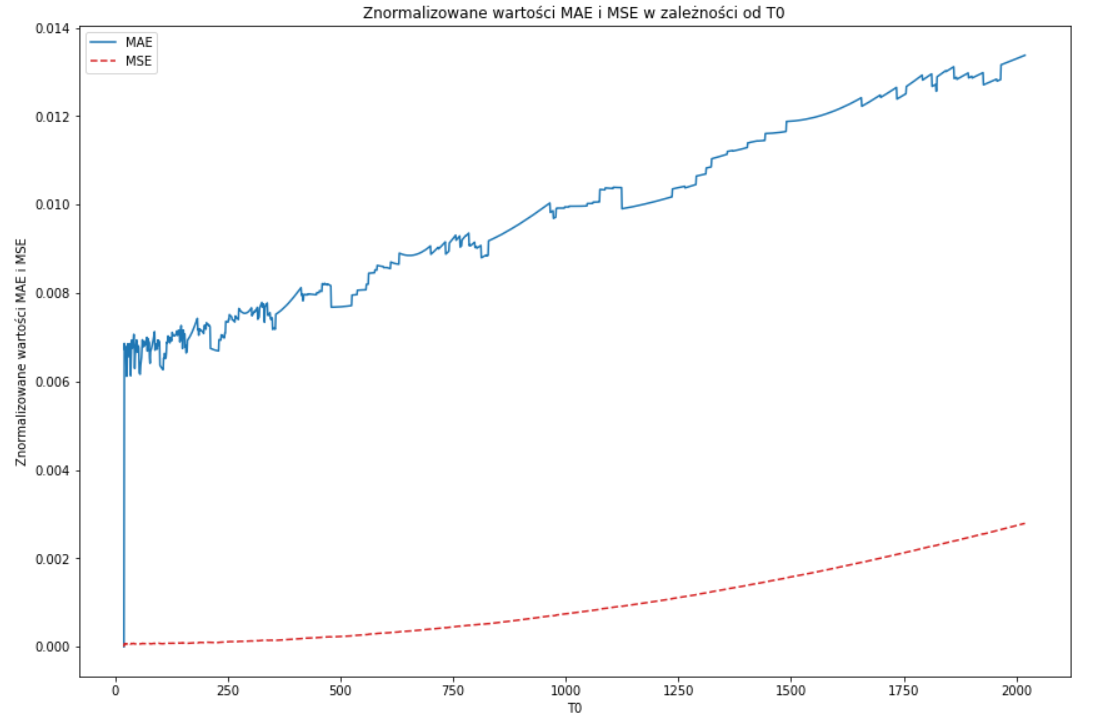 Znormalizowane wartości MAE i MSE w zależności od T0
MAE
MSE
Znormalizowane wartości MAE i MSE
0.014
0.012
0.010
0.008
0.006
0.004
0.002
0.000
0 250 500 750 1000 1250 1500 1750 2000
T0